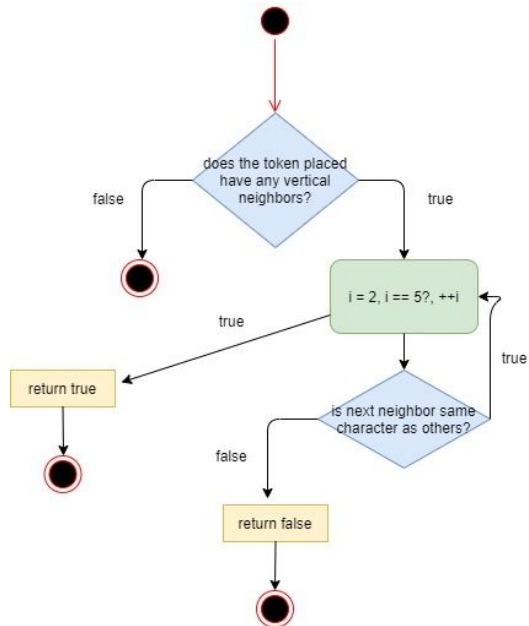 does the token placed
have any vertical
neighbors?
false
true
i = 2, i == 5?, ++i
true
true
return true
is next neighbor same
character as others?
false
return false